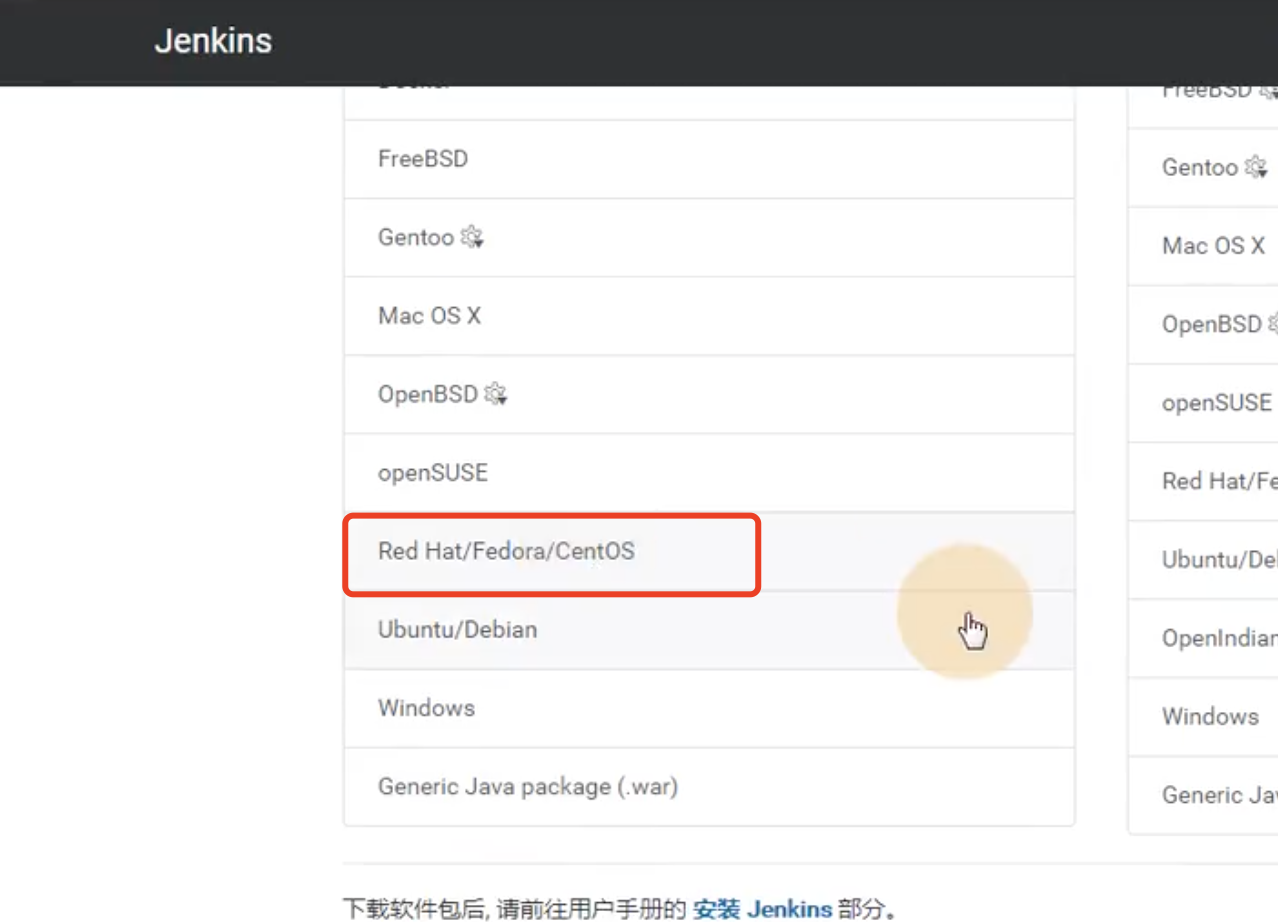 Jenkins
FreeBSD
Gentoo
Mac OS X
OpenBSD
openSUSE
Red Hat/Fedora/CentOS
Ubuntu/Debian
Windows
Generic Java package (.war)
FreeBSD
Gentoo
Mac OS X
OpenBSD
openSUSE
Red Hat/Fe
Ubuntu/De
OpenIndian
Windows
Generic Ja
下载软件包后, 请前往用户手册的 安装 Jenkins 部分。